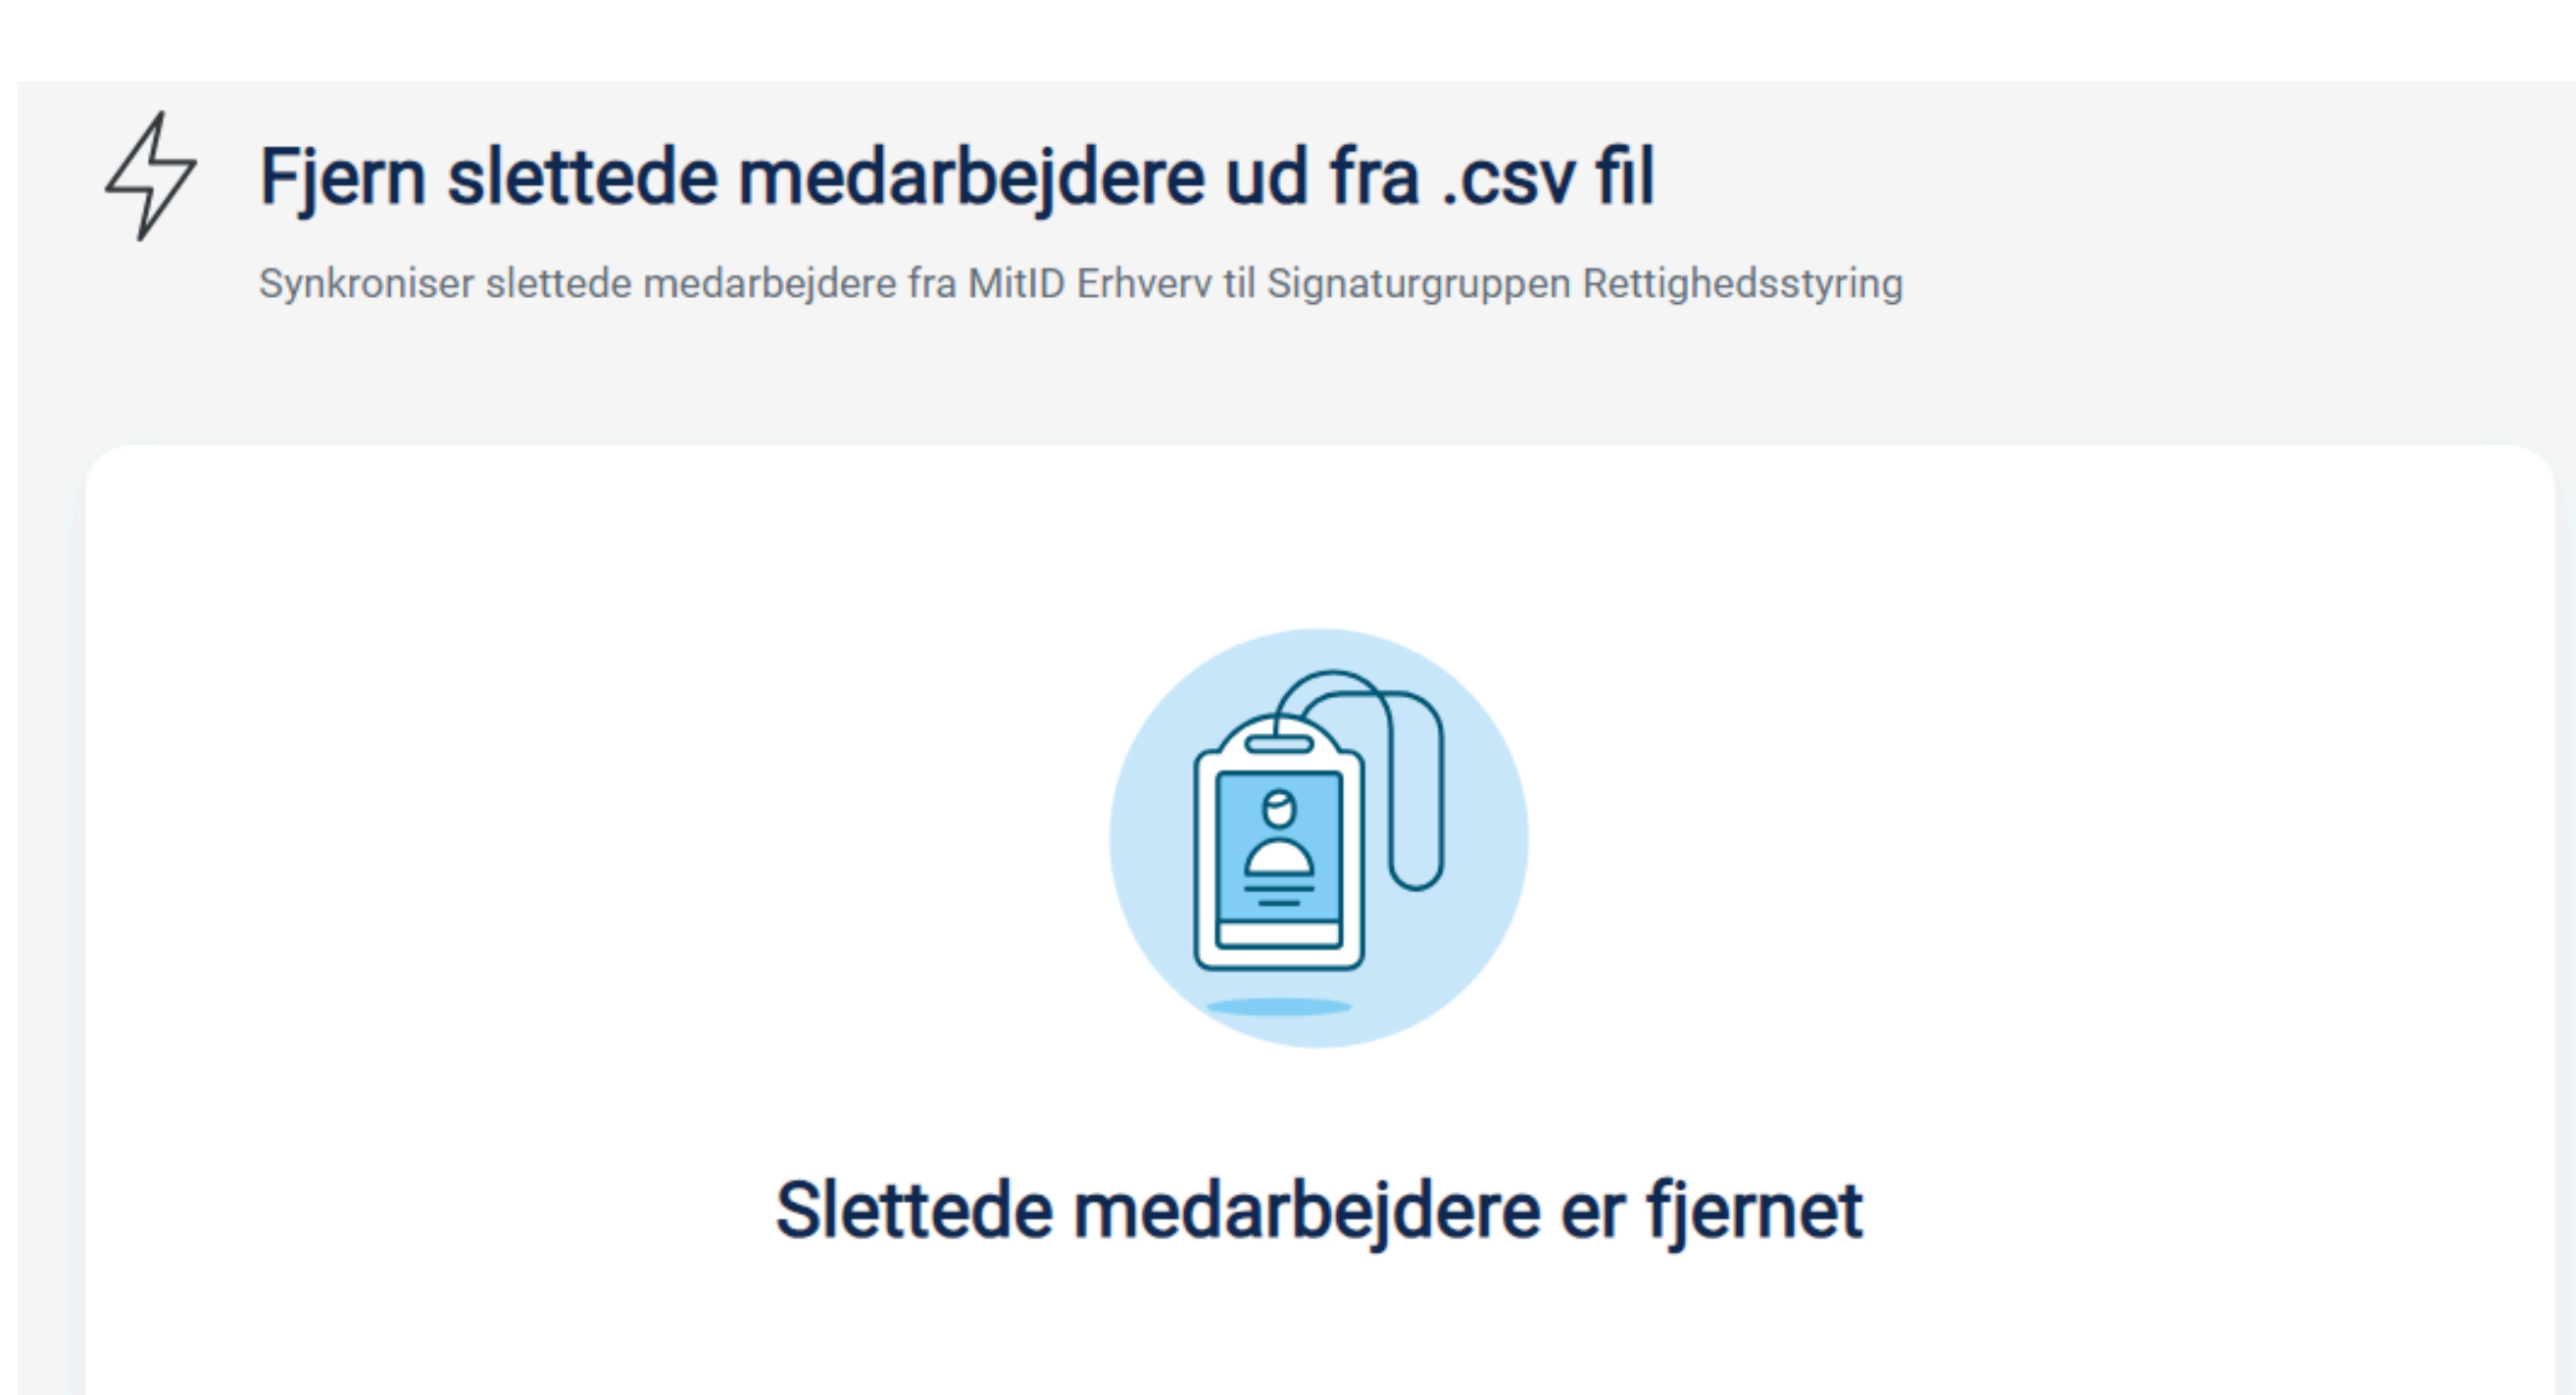 Fjern slettede medarbejdere ud fra .csv fil
Synkroniser slettede medarbejdere fra MitID Erhverv til Signaturgruppen Rettighedsstyring
Slettede medarbejdere er fjernet